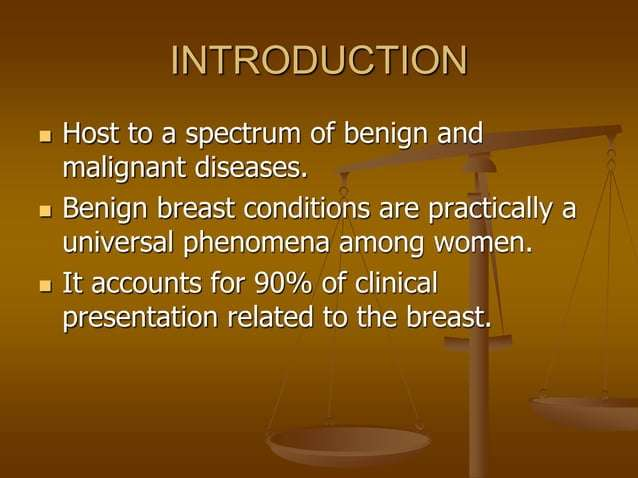 INTRODUCTION
Host to a spectrum of benign and
malignant diseases.
Benign breast conditions are practically a
universal phenomena among women.
It accounts for 90% of clinical
presentation related to the breast.